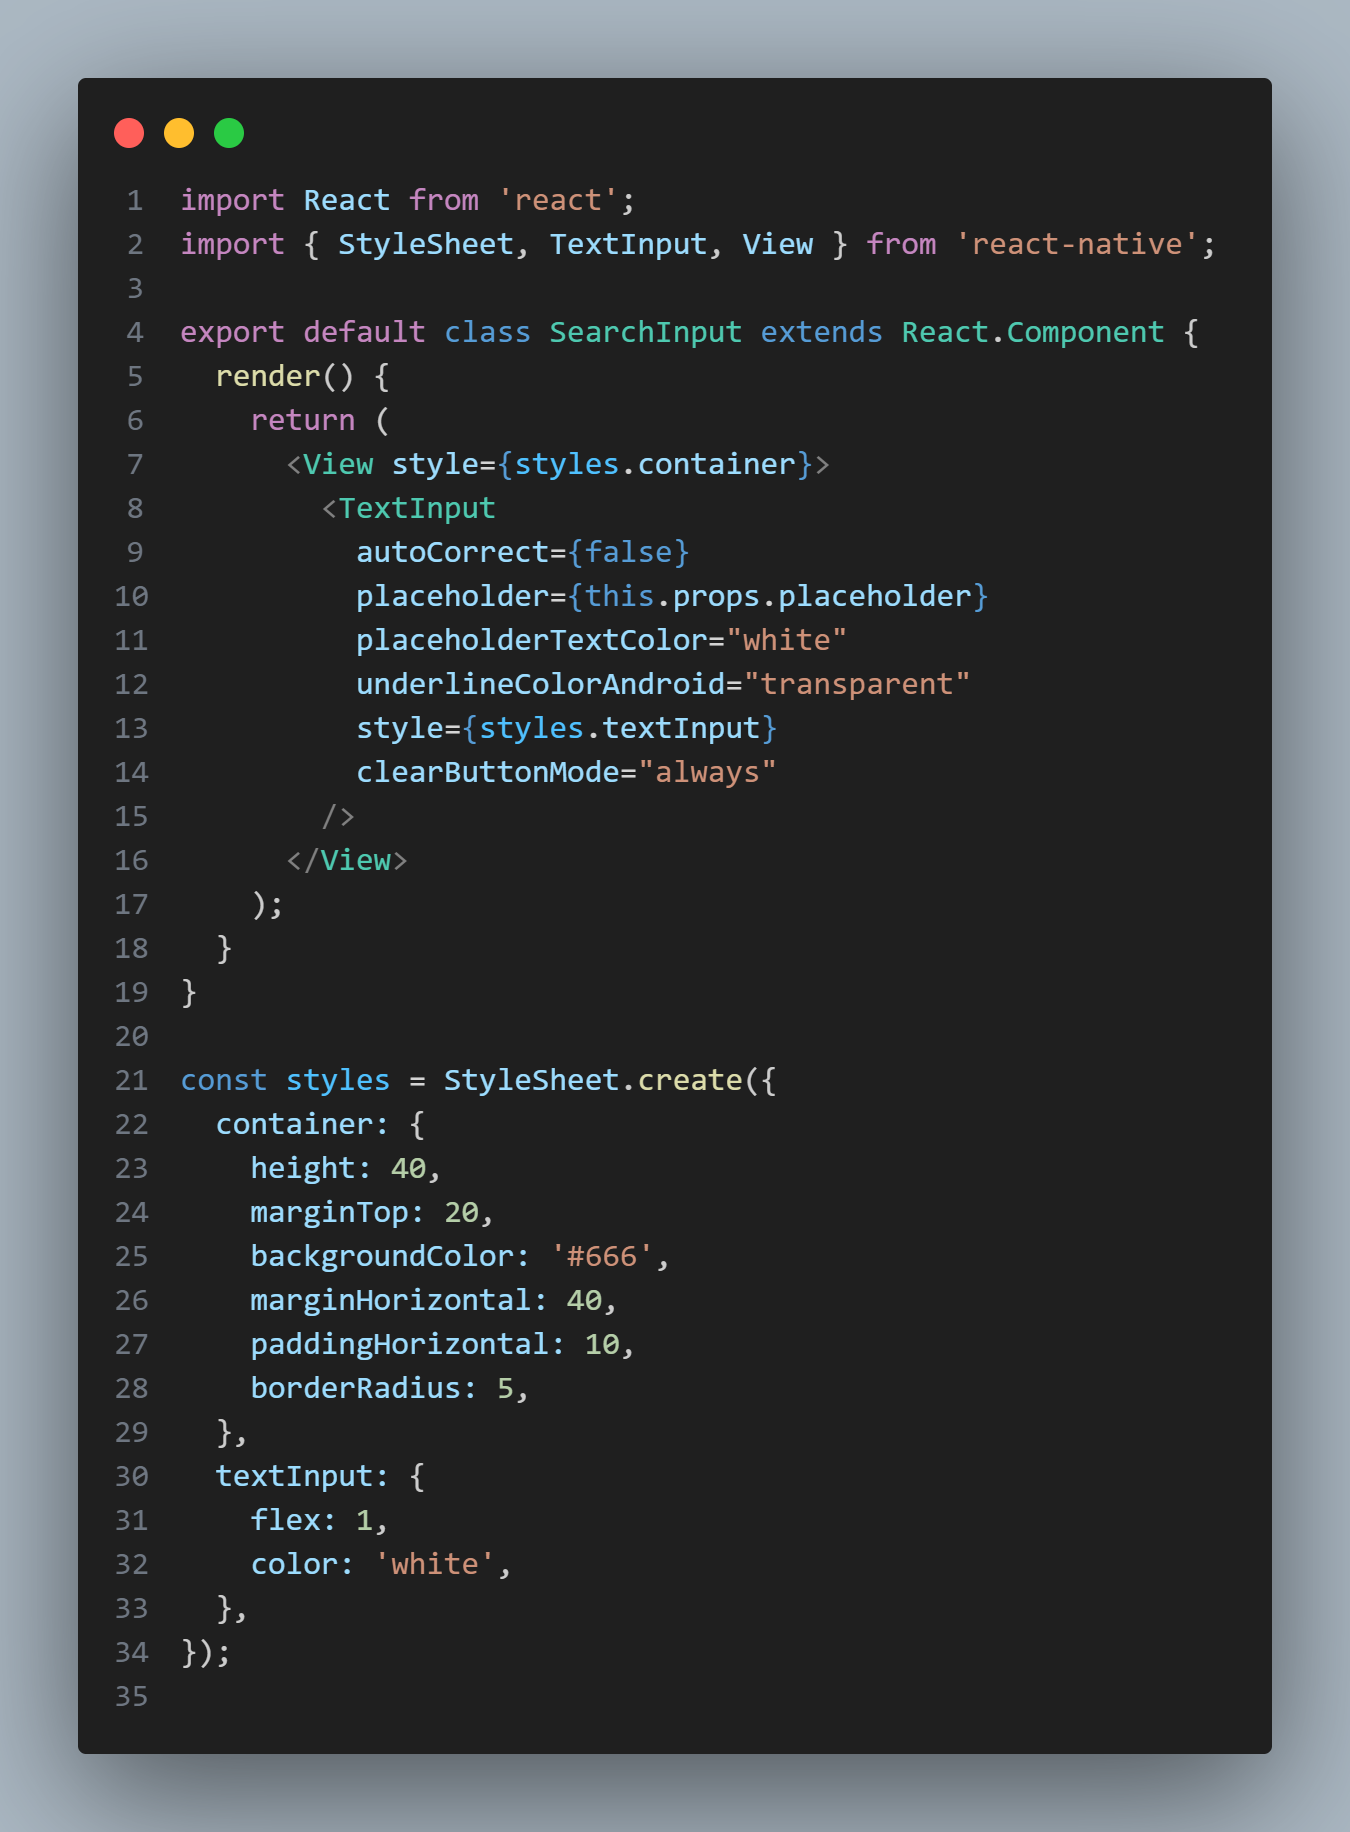 1 import React from 'react';
2 import { StyleSheet, TextInput, View } from 'react-native';
3
4 export default class SearchInput extends React.Component {
5   render() {
6     return (
7       <View style={styles.container}>
8         <TextInput
9           autoCorrect={false}
10           placeholder={this.props.placeholder}
11           placeholderTextColor="white"
12           underlineColorAndroid="transparent"
13           style={styles.textInput}
14           clearButtonMode="always"
15         />
16       </View>
17     );
18   }
19 }
20
21 const styles = StyleSheet.create({
22   container: {
23     height: 40,
24     marginTop: 20,
25     backgroundColor: '#666',
26     marginHorizontal: 40,
27     paddingHorizontal: 10,
28     borderRadius: 5,
29   },
30   textInput: {
31     flex: 1,
32     color: 'white',
33   },
34 });
35